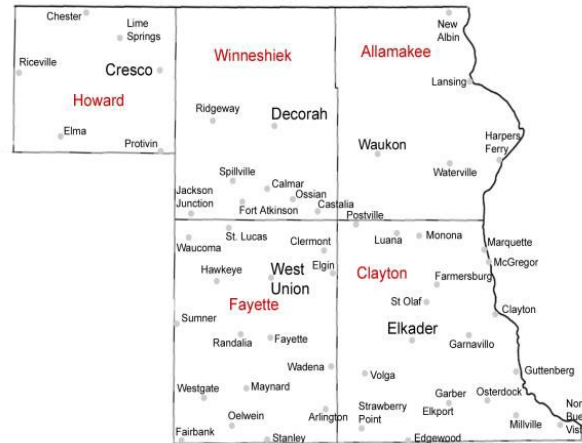 Chester
Lime
Springs
Riceville
Cresco
Howard
Elma
Protivin
Winneshiek
Ridgeway
Decorah
Spillville
Calmar
Jackson
Junction
Ossian
Fort Atkinson
Castalia
Allamakee
New
Albin
Lansing
Waukon
Harpers
Ferry
Waterville
Postville
Waucoma
St. Lucas
Clermont
Hawkeye
West
Union
Elgin
Fayette
Sumner
Randalia
Fayette
Wadena
Westgate
Maynard
Oelwein
Arlington
Fairbank
Stanley
Luana
Monona
Marquette
McGregor
Clayton
Farmersburg
St Olaf
Clayton
Elkader
Garnavillo
Guttenberg
Volga
Garber
Osterdock
Strawberry
Point
Elkport
Millville
Edgewood
Nor
Bue
Vist